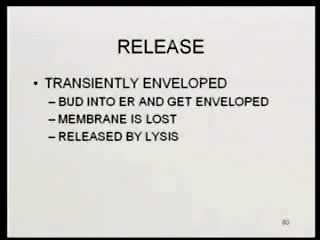 RELEASE
• TRANSIENTLY ENVELOPED
– BUD INTO ER AND GET ENVELOPED
– MEMBRANE IS LOST
– RELEASED BY LYSIS
80